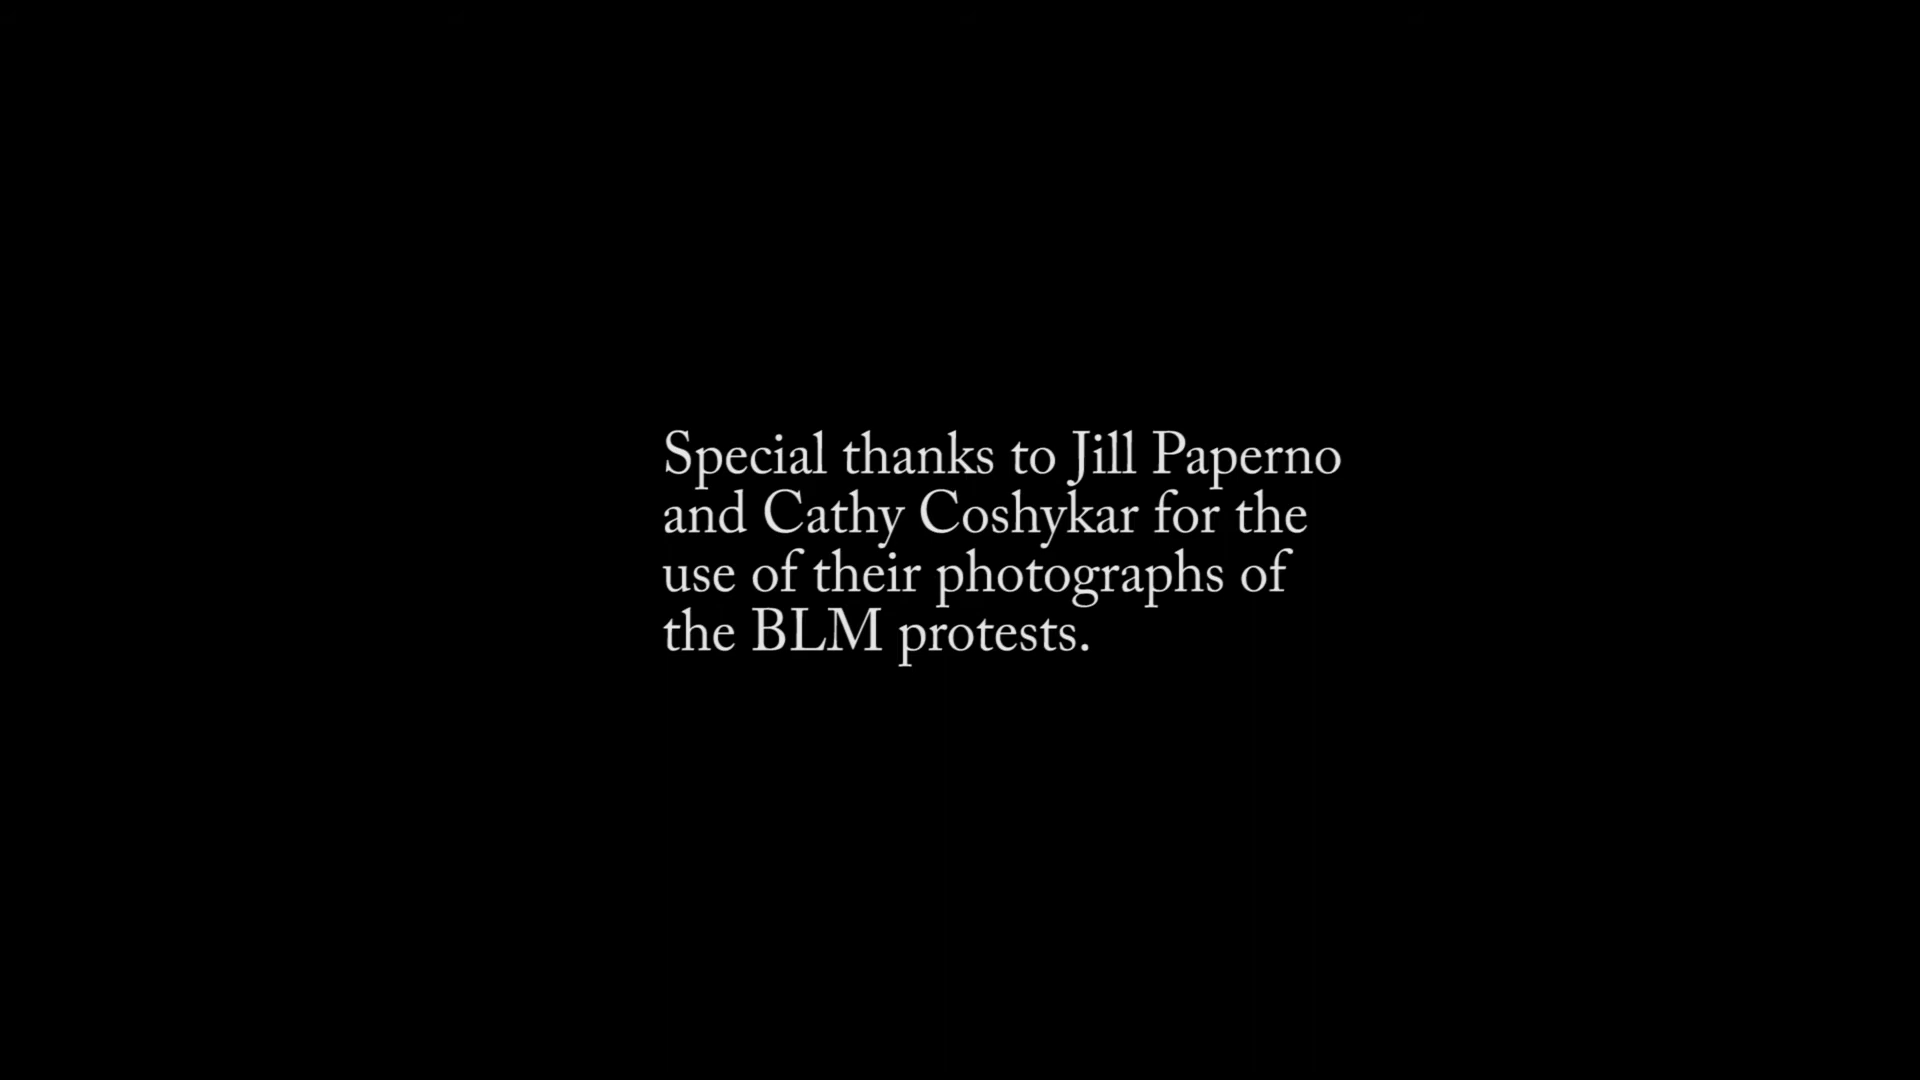 Special thanks to Jill Paperno
and Cathy Coshykar for the
use of their photographs of
the BLM protests.